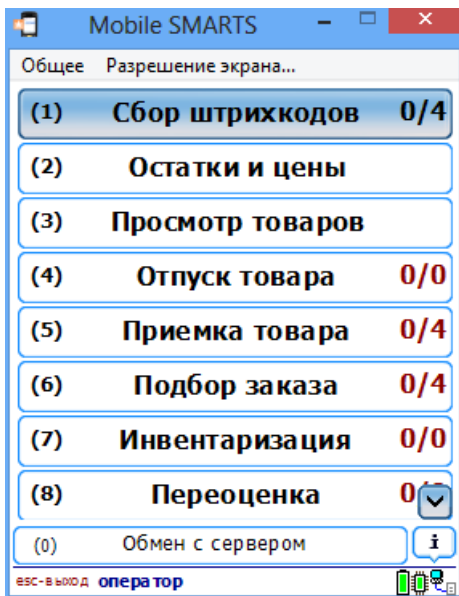 Mobile SMARTS
Общее Разрешение экрана...
(1) Сбор штрихкодов 0/4
(2) Остатки и цены
(3) Просмотр товаров
(4) Отпуск товара 0/0
(5) Приемка товара 0/4
(6) Подбор заказа 0/4
(7) Инвентаризация 0/0
(8) Переоценка
(0) Обмен с сервером i
esc-выход оператор